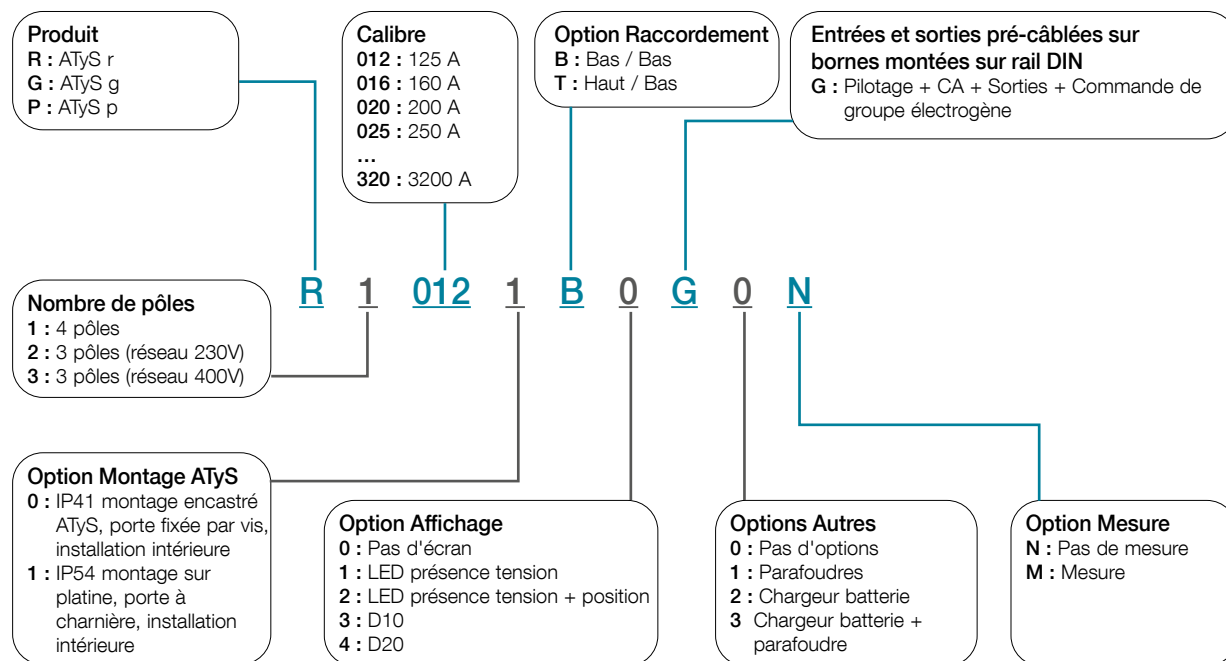 Produit
R : ATyS r
G : ATyS g
P : ATyS p
Calibre
012 : 125 A
016 : 160 A
020 : 200 A
025 : 250 A
...
320 : 3200 A
Option Raccordement
B : Bas / Bas
T : Haut / Bas
Entrées et sorties pré-câblées sur
bornes montées sur rail DIN
G : Pilotage + CA + Sorties + Commande de
groupe électrogène
R 1 012 1 B 0 G 0 N
Nombre de pôles
1 : 4 pôles
2 : 3 pôles (réseau 230V)
3 : 3 pôles (réseau 400V)
Option Montage ATyS
0 : IP41 montage encastré
ATyS, porte fixée par vis,
installation intérieure
1 : IP54 montage sur
platine, porte à
charnière, installation
intérieure
Option Affichage
0 : Pas d'écran
1 : LED présence tension
2 : LED présence tension + position
3 : D10
4 : D20
Options Autres
0 : Pas d'options
1 : Parafoudres
2 : Chargeur batterie
3 Chargeur batterie +
parafoudre
Option Mesure
N : Pas de mesure
M : Mesure